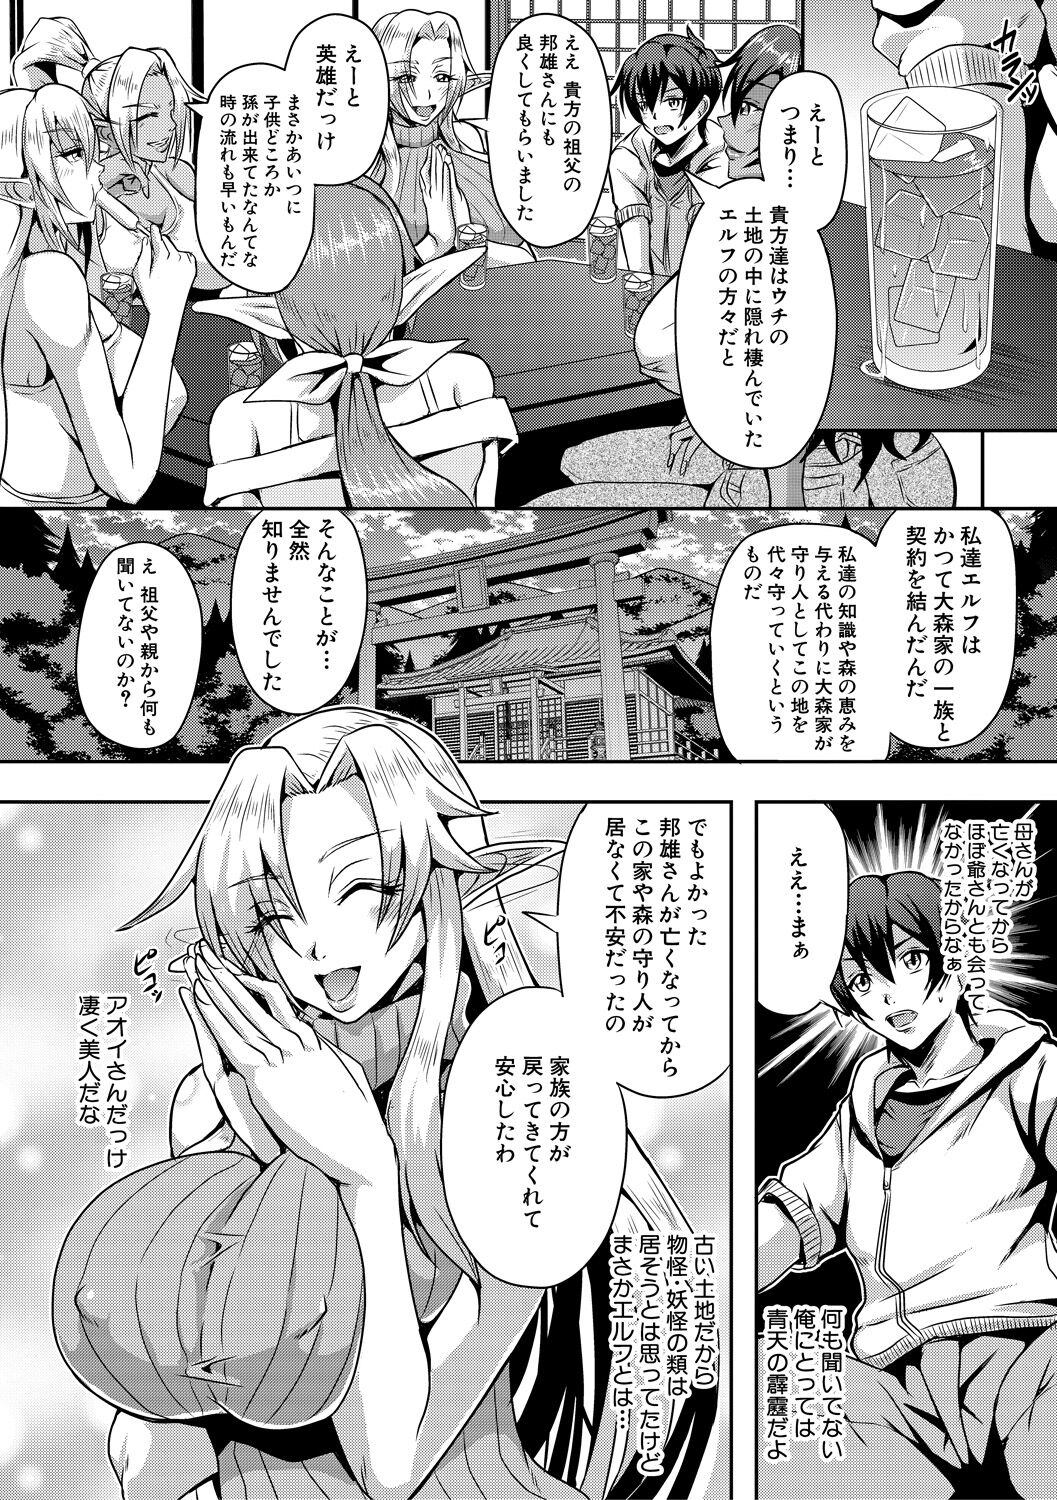 えーと
つまり…
貴方達はウチの
土地の中に隠れ棲んでいた
エルフの方々だと
ええ 貴方の祖父の
邦雄さんにも
良くしてもらいました
えーと
英雄だっけ
まさかあいつに
子供どころか
孫が出来てたなんてな
時の流れも早いもんだ
私達エルフは
かつて大森家の一族と
契約を結んだんだ
私達の知識や森の恵みを
与える代わりに大森家が
守り人としてこの地を
代々守っていくという
ものだ
そんなことが…
全然
知りませんでした
え 祖父や親から何も
聞いてないのか?
母さんが
亡くなってから
ほぼ爺さんとも会って
なかったからなぁ
ええ…まぁ
何も聞いてない
俺にとっては
青天の霹靂だよ
でもよかった
邦雄さんが亡くなってから
この家や森の守り人が
居なくて不安だったの
家族の方が
戻ってきてくれて
安心したわ
古い土地だから
物怪・妖怪の類は
居そうとは思ってたけど
まさかエルフとは…
ピコッ
ピコッ
アオイさんだっけ
凄く美人だな